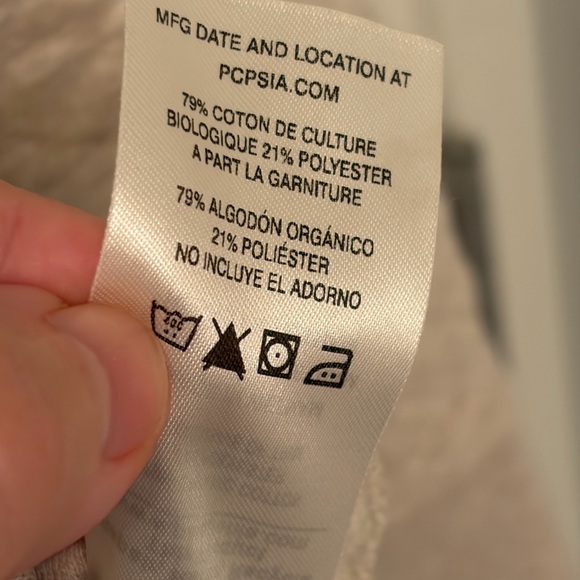 MFG DATE AND LOCATION AT
PCPSIA.COM
79% COTON DE CULTURE
BIOLOGIQUE 21% POLYESTER
A PART LA GARNITURE
79% ALGODÓN ORGÁNICO
21% POLIÉSTER
NO INCLUYE EL ADORNO